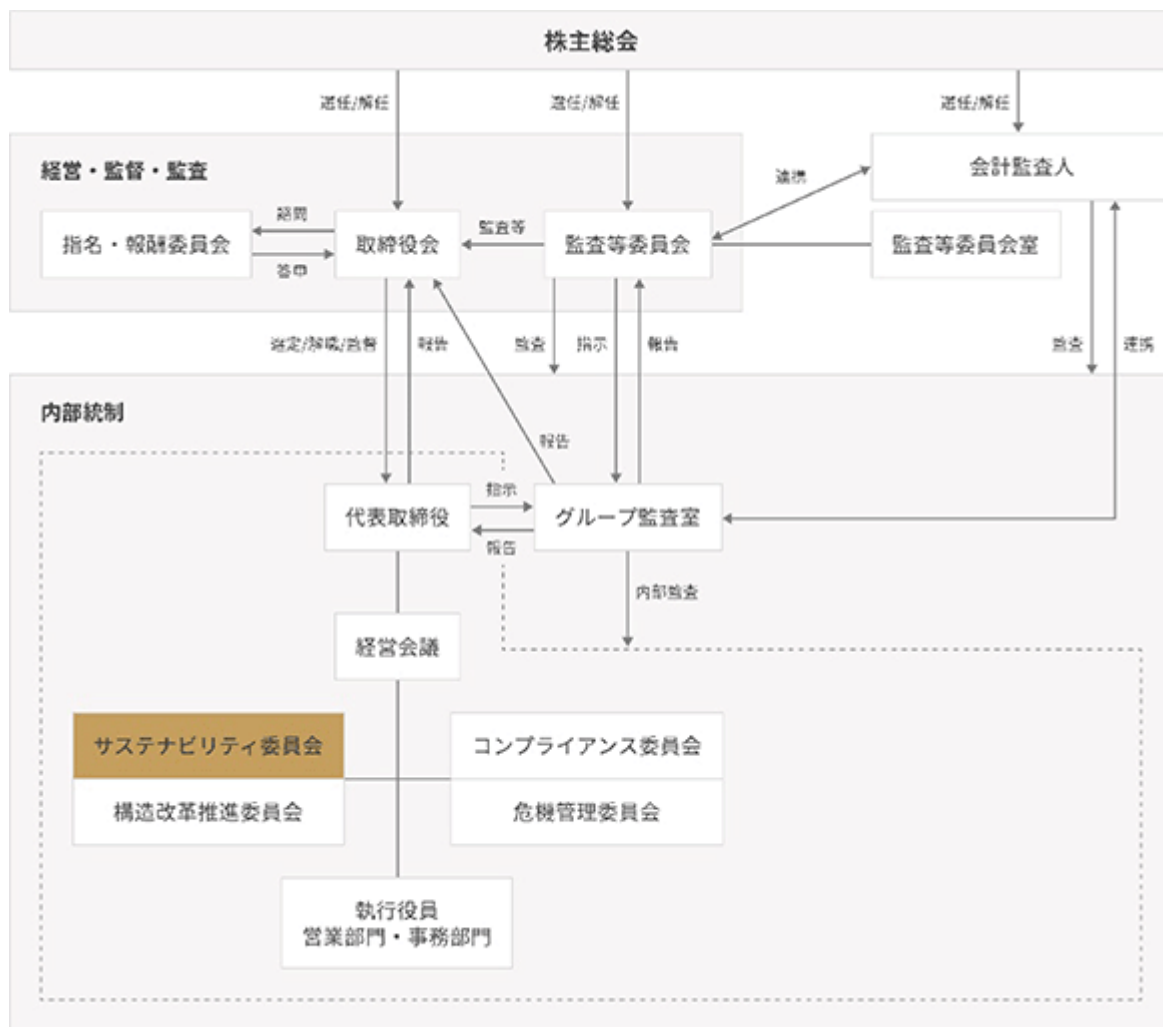 株主総会
選任/解任
選任/解任
選任/解任
経営・監督・監査
会計監査人
連携
指名・報酬委員会
諮問
答申
取締役会
監査等
監査等委員会
監査等委員会室
選定/解職/監督
報告
監査
指示
報告
監査
連携
内部統制
報告
代表取締役
指示
報告
グループ監査室
内部監査
経営会議
サステナビリティ委員会
コンプライアンス委員会
構造改革推進委員会
危機管理委員会
執行役員
営業部門・事務部門